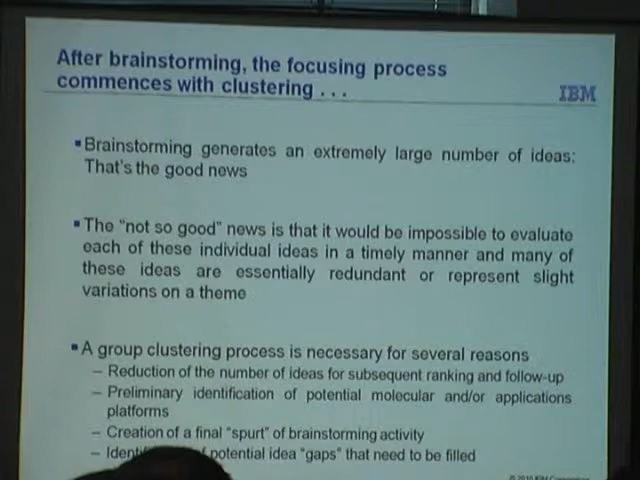 After brainstorming, the focusing process
commences with clustering . . .
IBM
Brainstorming generates an extremely large number of ideas:
That's the good news
The "not so good" news is that it would be impossible to evaluate
each of these individual ideas in a timely manner and many of
these ideas are essentially redundant or represent slight
variations on a theme
A group clustering process is necessary for several reasons
– Reduction of the number of ideas for subsequent ranking and follow-up
– Preliminary identification of potential molecular and/or applications
platforms
– Creation of a final "spurt" of brainstorming activity
– potential idea "gaps" that need to be filled